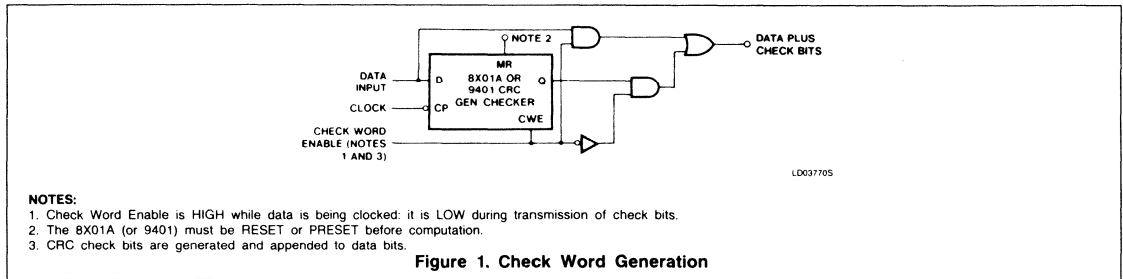 NOTE 2
DATA PLUS
CHECK BITS
MR
DATA
INPUT
D
8X01A OR
9401 CRC
GEN CHECKER
Q
CLOCK
CP
CWE
CHECK WORD
ENABLE (NOTES
1 AND 3)
LD03770S
NOTES:
1. Check Word Enable is HIGH while data is being clocked: it is LOW during transmission of check bits.
2. The 8X01A (or 9401) must be RESET or PRESET before computation.
3. CRC check bits are generated and appended to data bits.
Figure 1. Check Word Generation